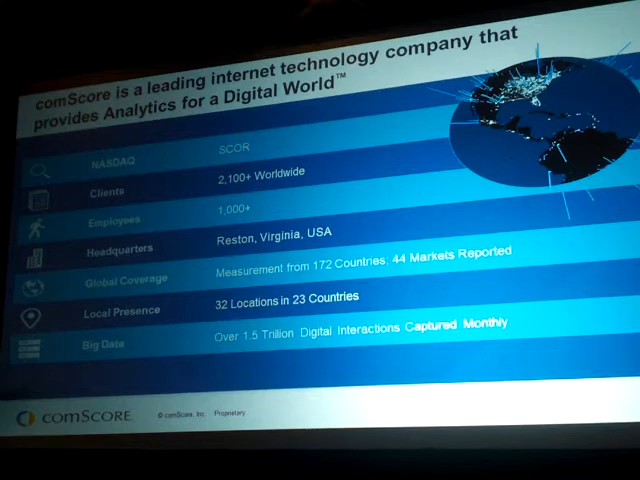 comScore is a leading internet technology company that
provides Analytics for a Digital World™
NASDAQ SCOR
Clients 2,100+ Worldwide
Employees 1,000+
Headquarters Reston, Virginia, USA
Global Coverage Measurement from 172 Countries; 44 Markets Reported
Local Presence 32 Locations in 23 Countries
Big Data Over 1.5 Trillion Digital Interactions Captured Monthly
comSCORE. © comScore, Inc. Proprietary.